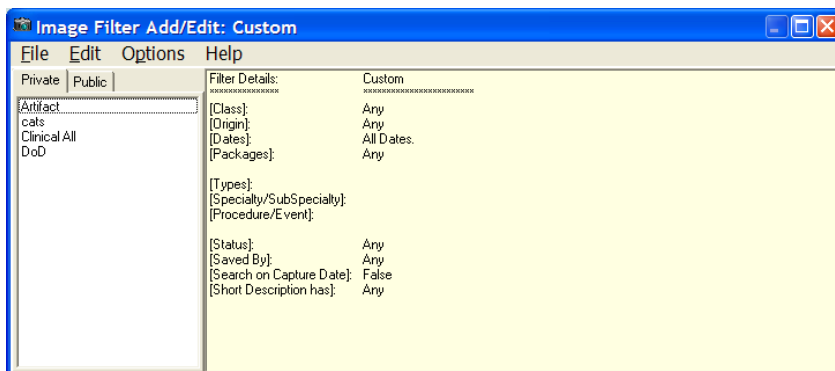 Image Filter Add/Edit: Custom
File Edit Options Help
Private Public
Artifact
cats
Clinical All
DoD
Filter Details: Custom
[Class]: Any
[Origin]: Any
[Dates]: All Dates.
[Packages]: Any
[Types]:
[Specialty/SubSpecialty]:
[Procedure/Event]:
[Status]: Any
[Saved By]: Any
[Search on Capture Date]: False
[Short Description has]: Any